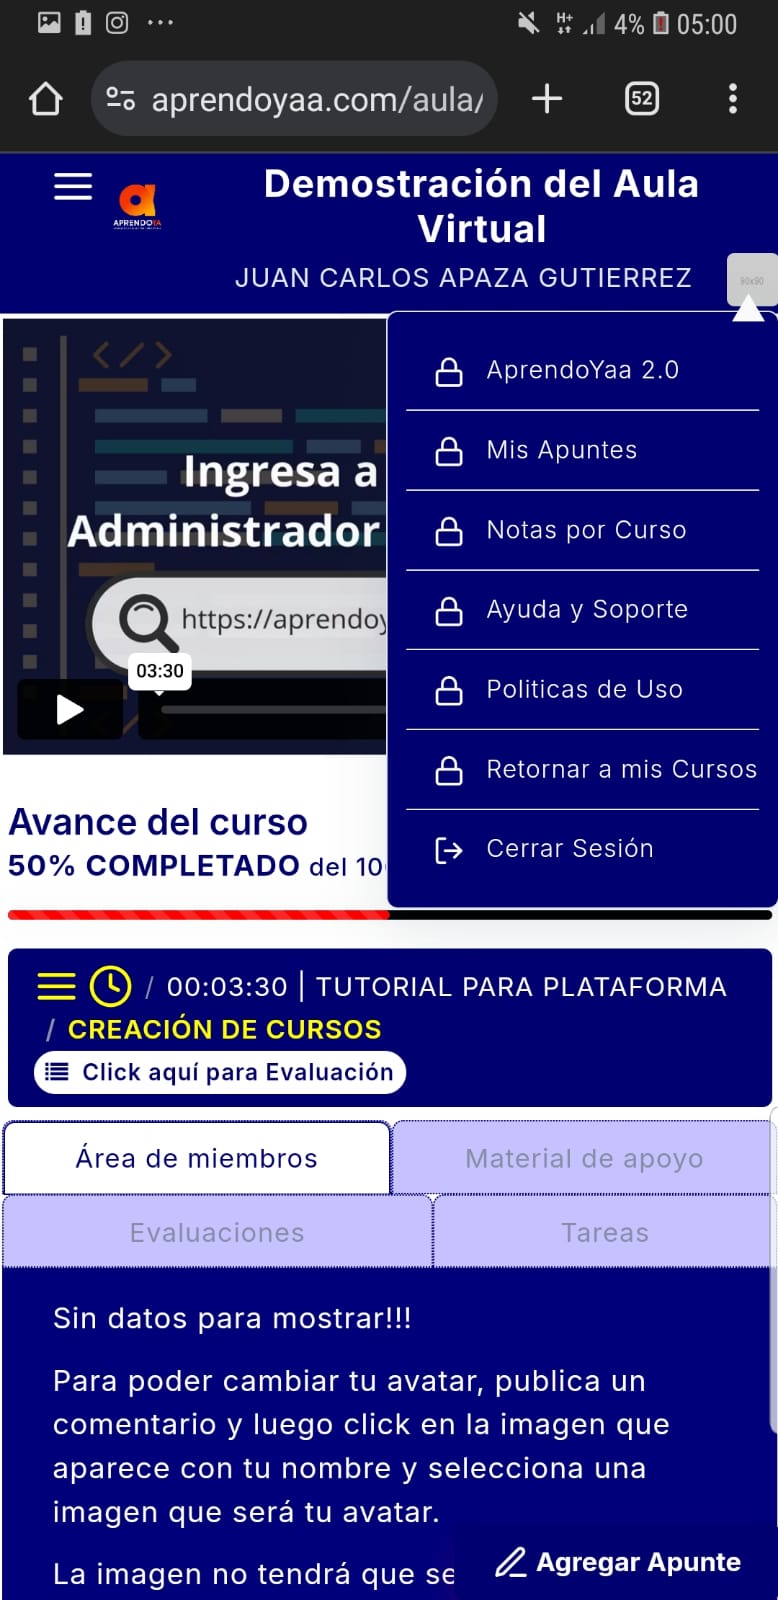 4% 05:00
aprendoyaa.com/aula/
52
APRENDOYA
Demostración del Aula
Virtual
JUAN CARLOS APAZA GUTIERREZ
90x90
AprendoYaa 2.0
Mis Apuntes
Notas por Curso
Ayuda y Soporte
Politicas de Uso
Retornar a mis Cursos
Cerrar Sesión
Ingresa a
Administrador
https://aprendoy
03:30
Avance del curso
50% COMPLETADO del 10
/ 00:03:30 | TUTORIAL PARA PLATAFORMA
/ CREACIÓN DE CURSOS
Click aquí para Evaluación
Área de miembros
Material de apoyo
Evaluaciones
Tareas
Sin datos para mostrar!!!
Para poder cambiar tu avatar, publica un
comentario y luego click en la imagen que
aparece con tu nombre y selecciona una
imagen que será tu avatar.
La imagen no tendrá que se
Agregar Apunte